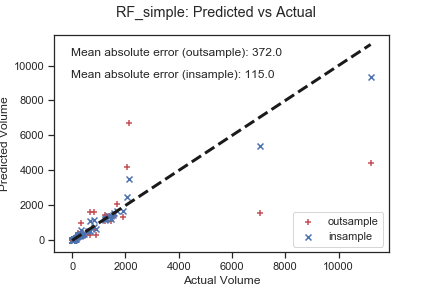 RF_simple: Predicted vs Actual
Mean absolute error (outsample): 372.0
Mean absolute error (insample): 115.0
10000
8000
6000
4000
2000
0
Predicted Volume
outsample
insample
0 2000 4000 6000 8000 10000
Actual Volume